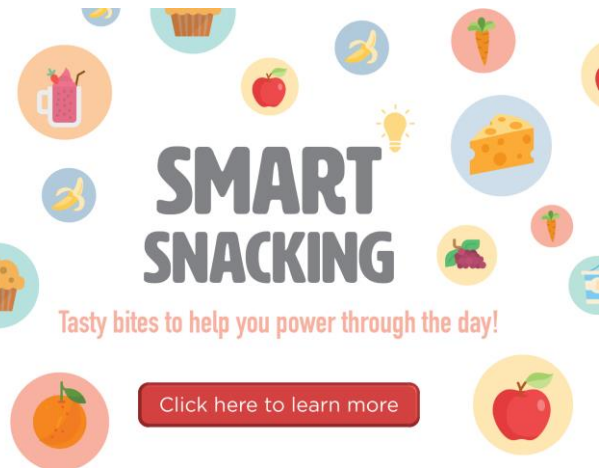 SMART
SNACKING
Tasty bites to help you power through the day!
Click here to learn more